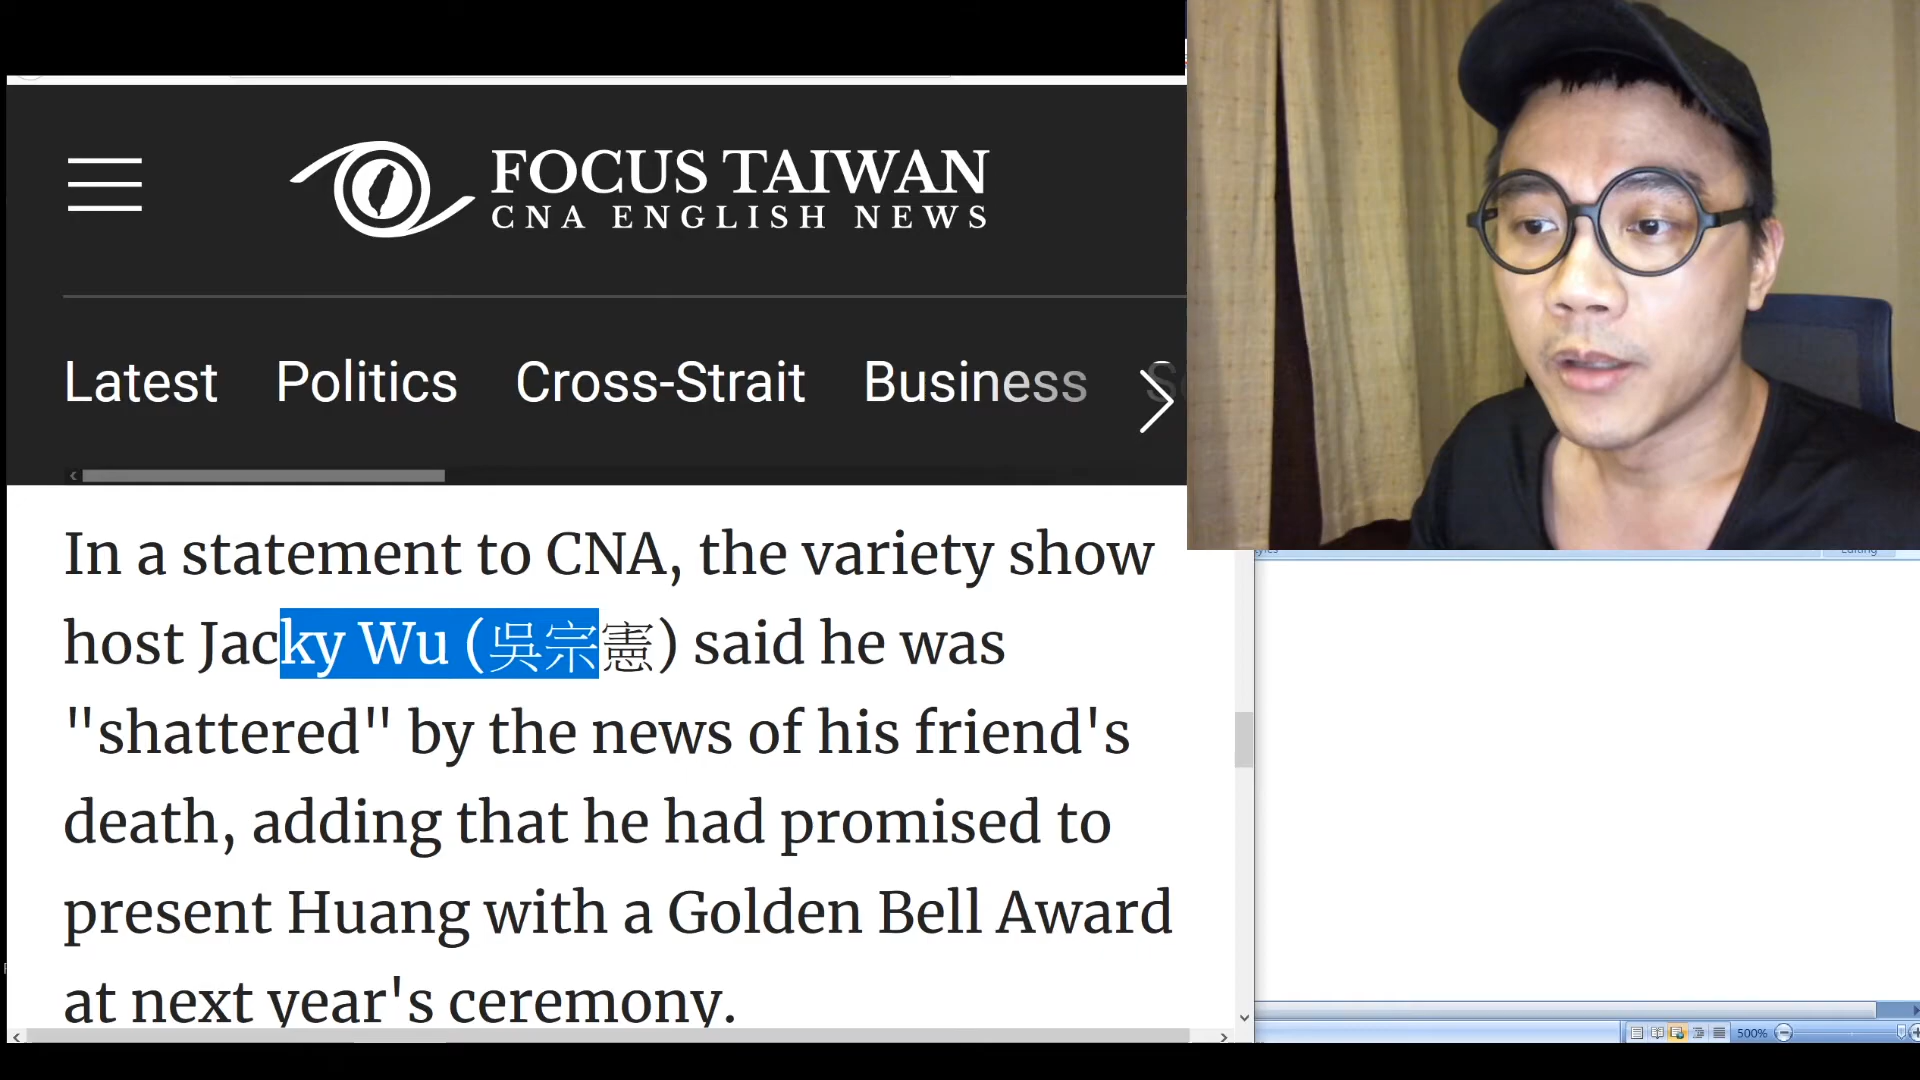 FOCUS TAIWAN
CNA ENGLISH NEWS
Latest Politics Cross-Strait Business
In a statement to CNA, the variety show
host Jacky Wu (吳宗憲) said he was
"shattered" by the news of his friend's
death, adding that he had promised to
present Huang with a Golden Bell Award
at next year's ceremony.
500%